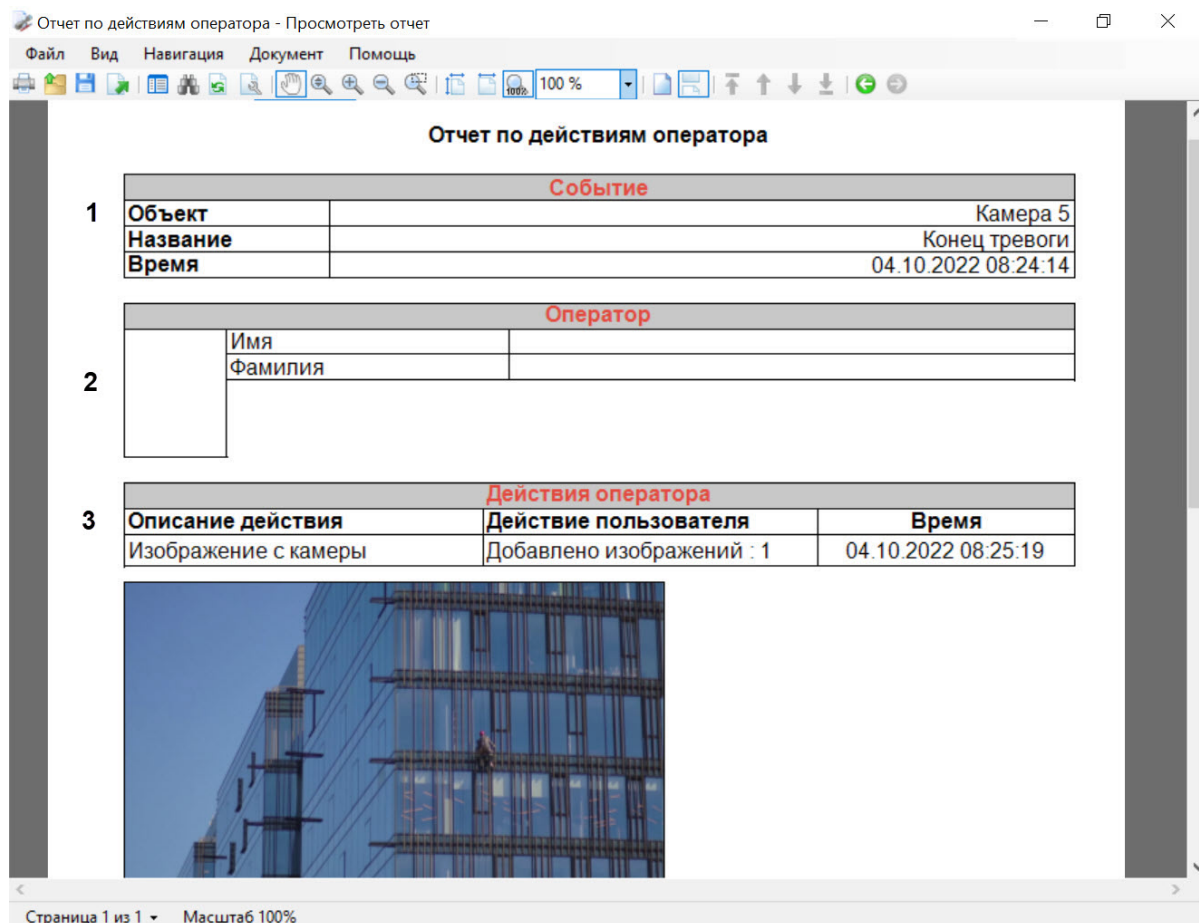 Отчет по действиям оператора - Просмотреть отчет
Файл Вид Навигация Документ Помощь
100% 100 %
Отчет по действиям оператора
Событие
1
Объект Камера 5
Название Конец тревоги
Время 04.10.2022 08:24:14
Оператор
Имя
Фамилия
2
Действия оператора
3
Описание действия Действие пользователя Время
Изображение с камеры Добавлено изображений : 1 04.10.2022 08:25:19
Страница 1 из 1 Масштаб 100%